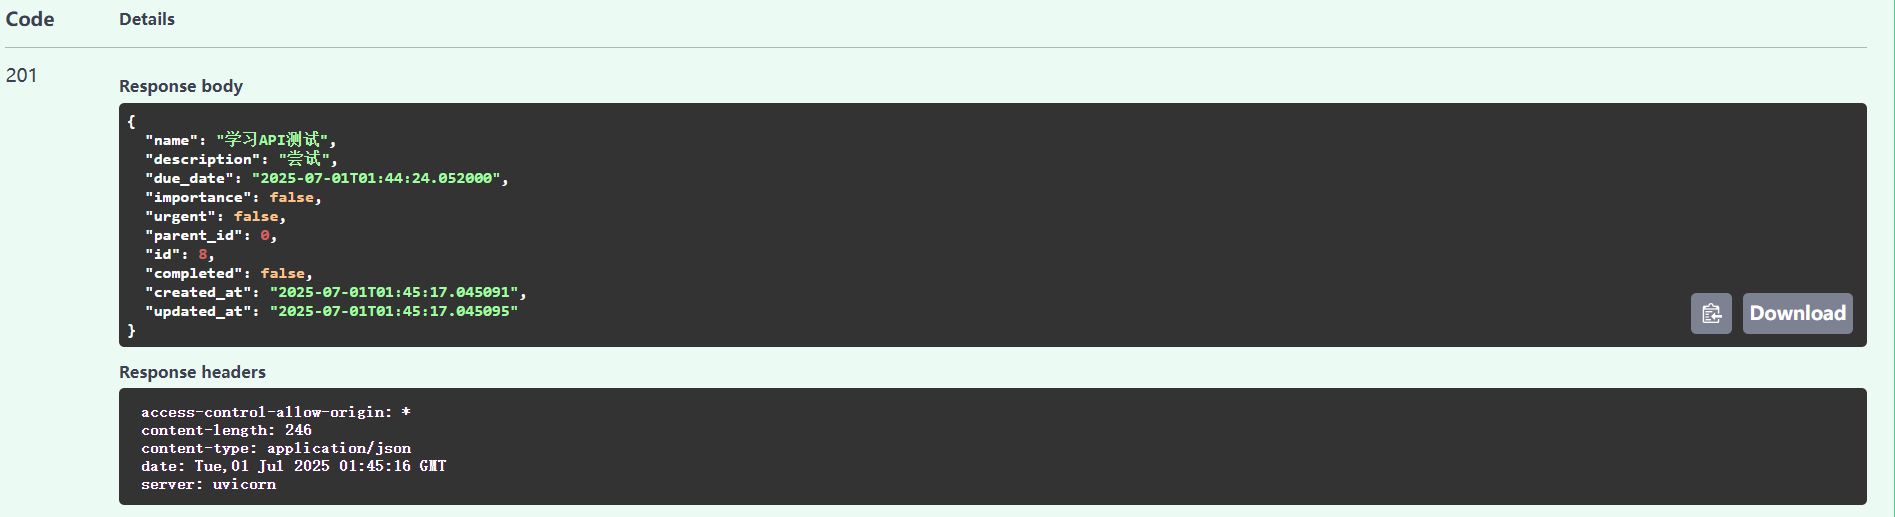 Code Details
201
Response body
{
"name": "学习API测试",
"description": "尝试",
"due_date": "2025-07-01T01:44:24.052000",
"importance": false,
"urgent": false,
"parent_id": 0,
"id": 8,
"completed": false,
"created_at": "2025-07-01T01:45:17.045091",
"updated_at": "2025-07-01T01:45:17.045095"
}
Download
Response headers
access-control-allow-origin: *
content-length: 246
content-type: application/json
date: Tue,01 Jul 2025 01:45:16 GMT
server: uvicorn